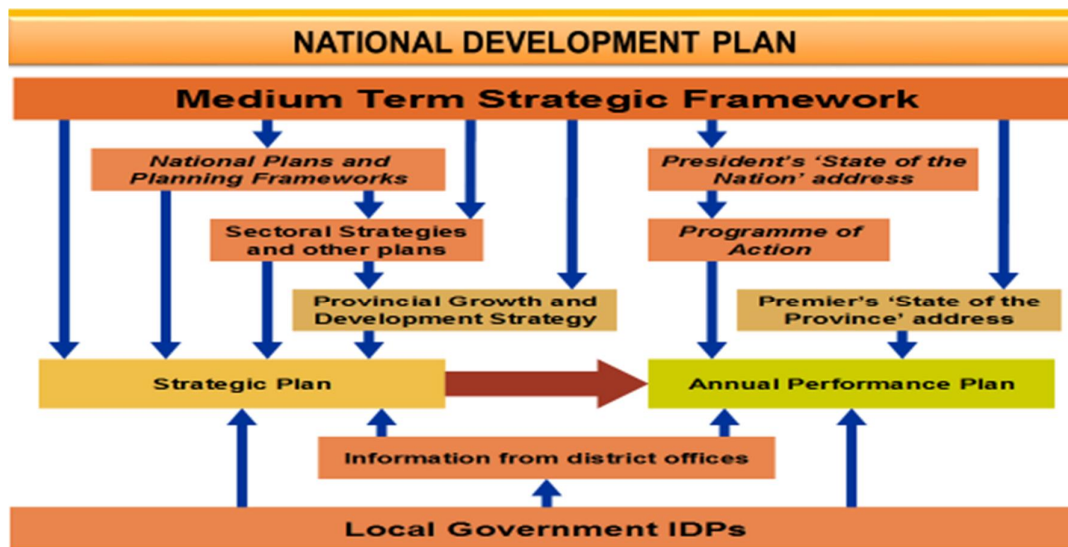 NATIONAL DEVELOPMENT PLAN
Medium Term Strategic Framework
National Plans and
Planning Frameworks
President's 'State of the
Nation' address
Sectoral Strategies
and other plans
Programme of
Action
Provincial Growth and
Development Strategy
Premier's 'State of the
Province' address
Strategic Plan
Annual Performance Plan
Information from district offices
Local Government IDPs